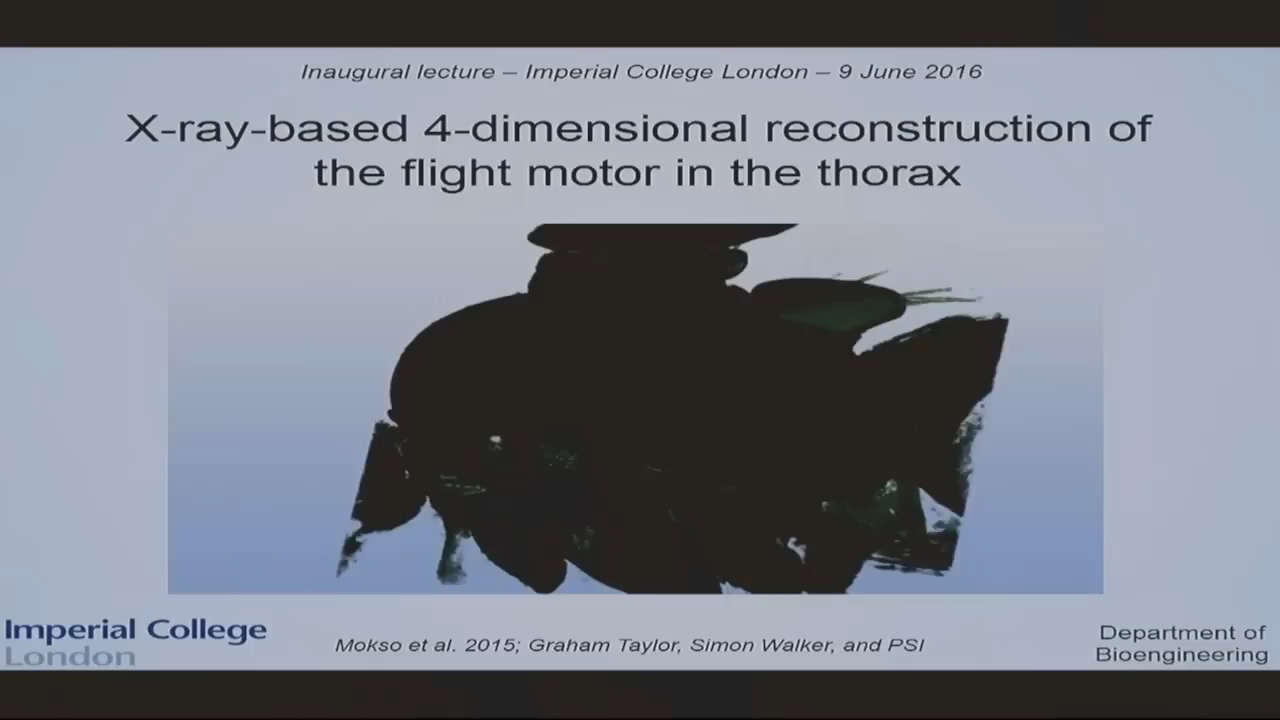 Inaugural lecture – Imperial College London – 9 June 2016
X-ray-based 4-dimensional reconstruction of
the flight motor in the thorax
Imperial College
London
Mokso et al. 2015; Graham Taylor, Simon Walker, and PSI
Department of
Bioengineering